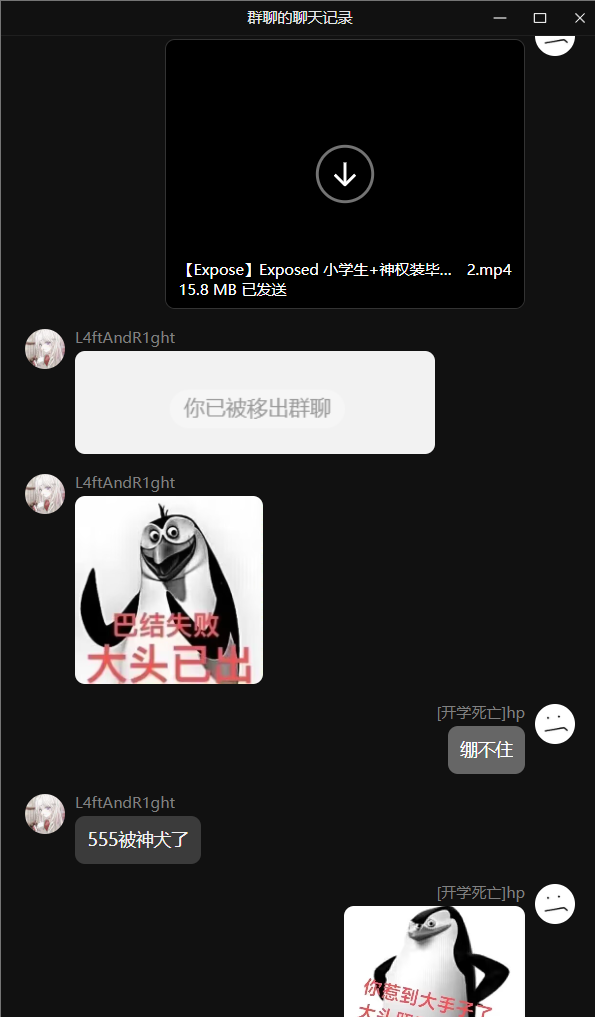 群聊的聊天记录
【Expose】Exposed 小学生+神权装毕... 2.mp4
15.8 MB 已发送
L4ftAndR1ght
你已被移出群聊
L4ftAndR1ght
巴结失败
大头已出
[开学死亡]hp
绷不住
L4ftAndR1ght
555被神犬了
[开学死亡]hp
你惹到大手子了
大头